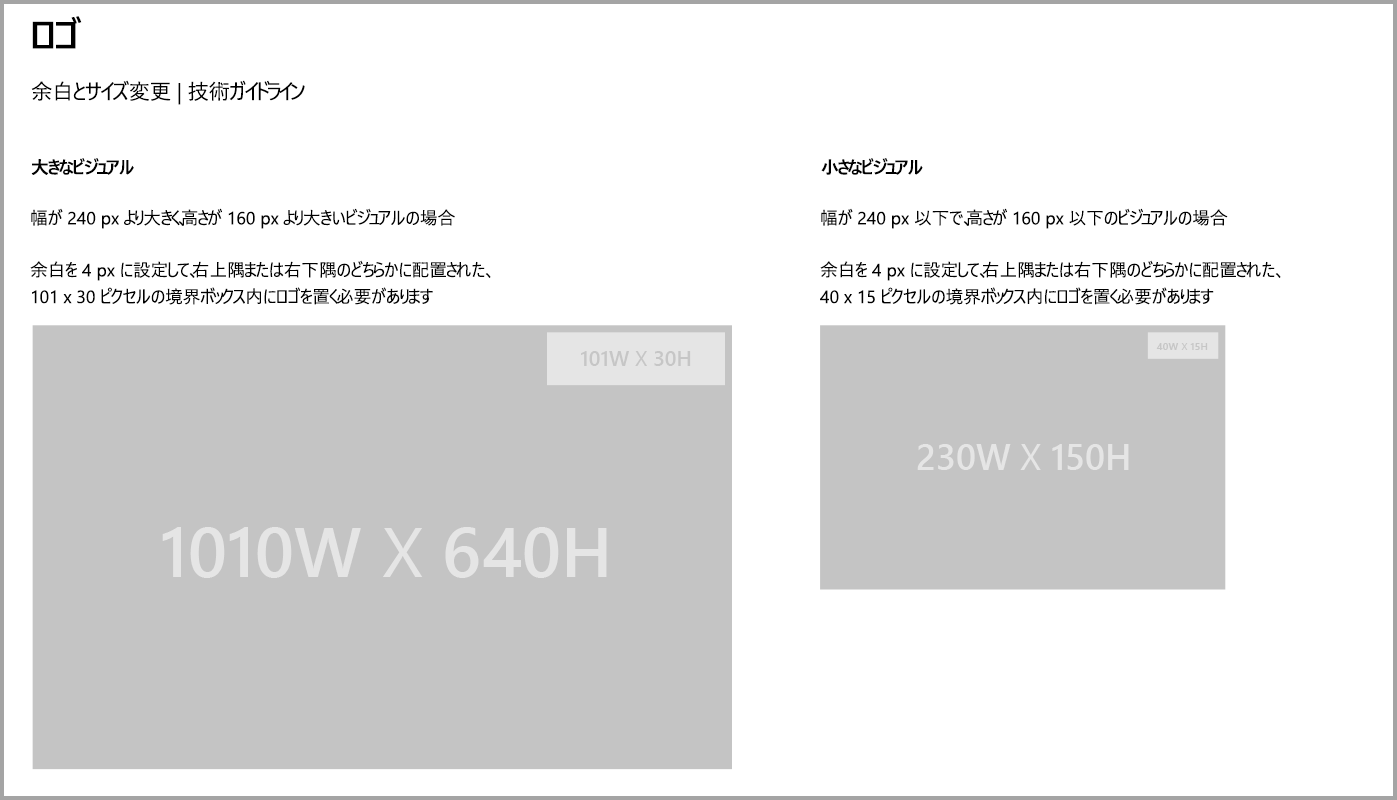 ロゴ
余白とサイズ変更 | 技術ガイドライン
大きなビジュアル
幅が 240 px より大きく、高さが 160 px より大きいビジュアルの場合
余白を 4 px に設定して、右上隅または右下隅のどちらかに配置された、
101 x 30 ピクセルの境界ボックス内にロゴを置く必要があります
101W X 30H
1010W X 640H
小さなビジュアル
幅が 240 px 以下で、高さが 160 px 以下のビジュアルの場合
余白を 4 px に設定して、右上隅または右下隅のどちらかに配置された、
40 x 15 ピクセルの境界ボックス内にロゴを置く必要があります
40W X 15H
230W X 150H